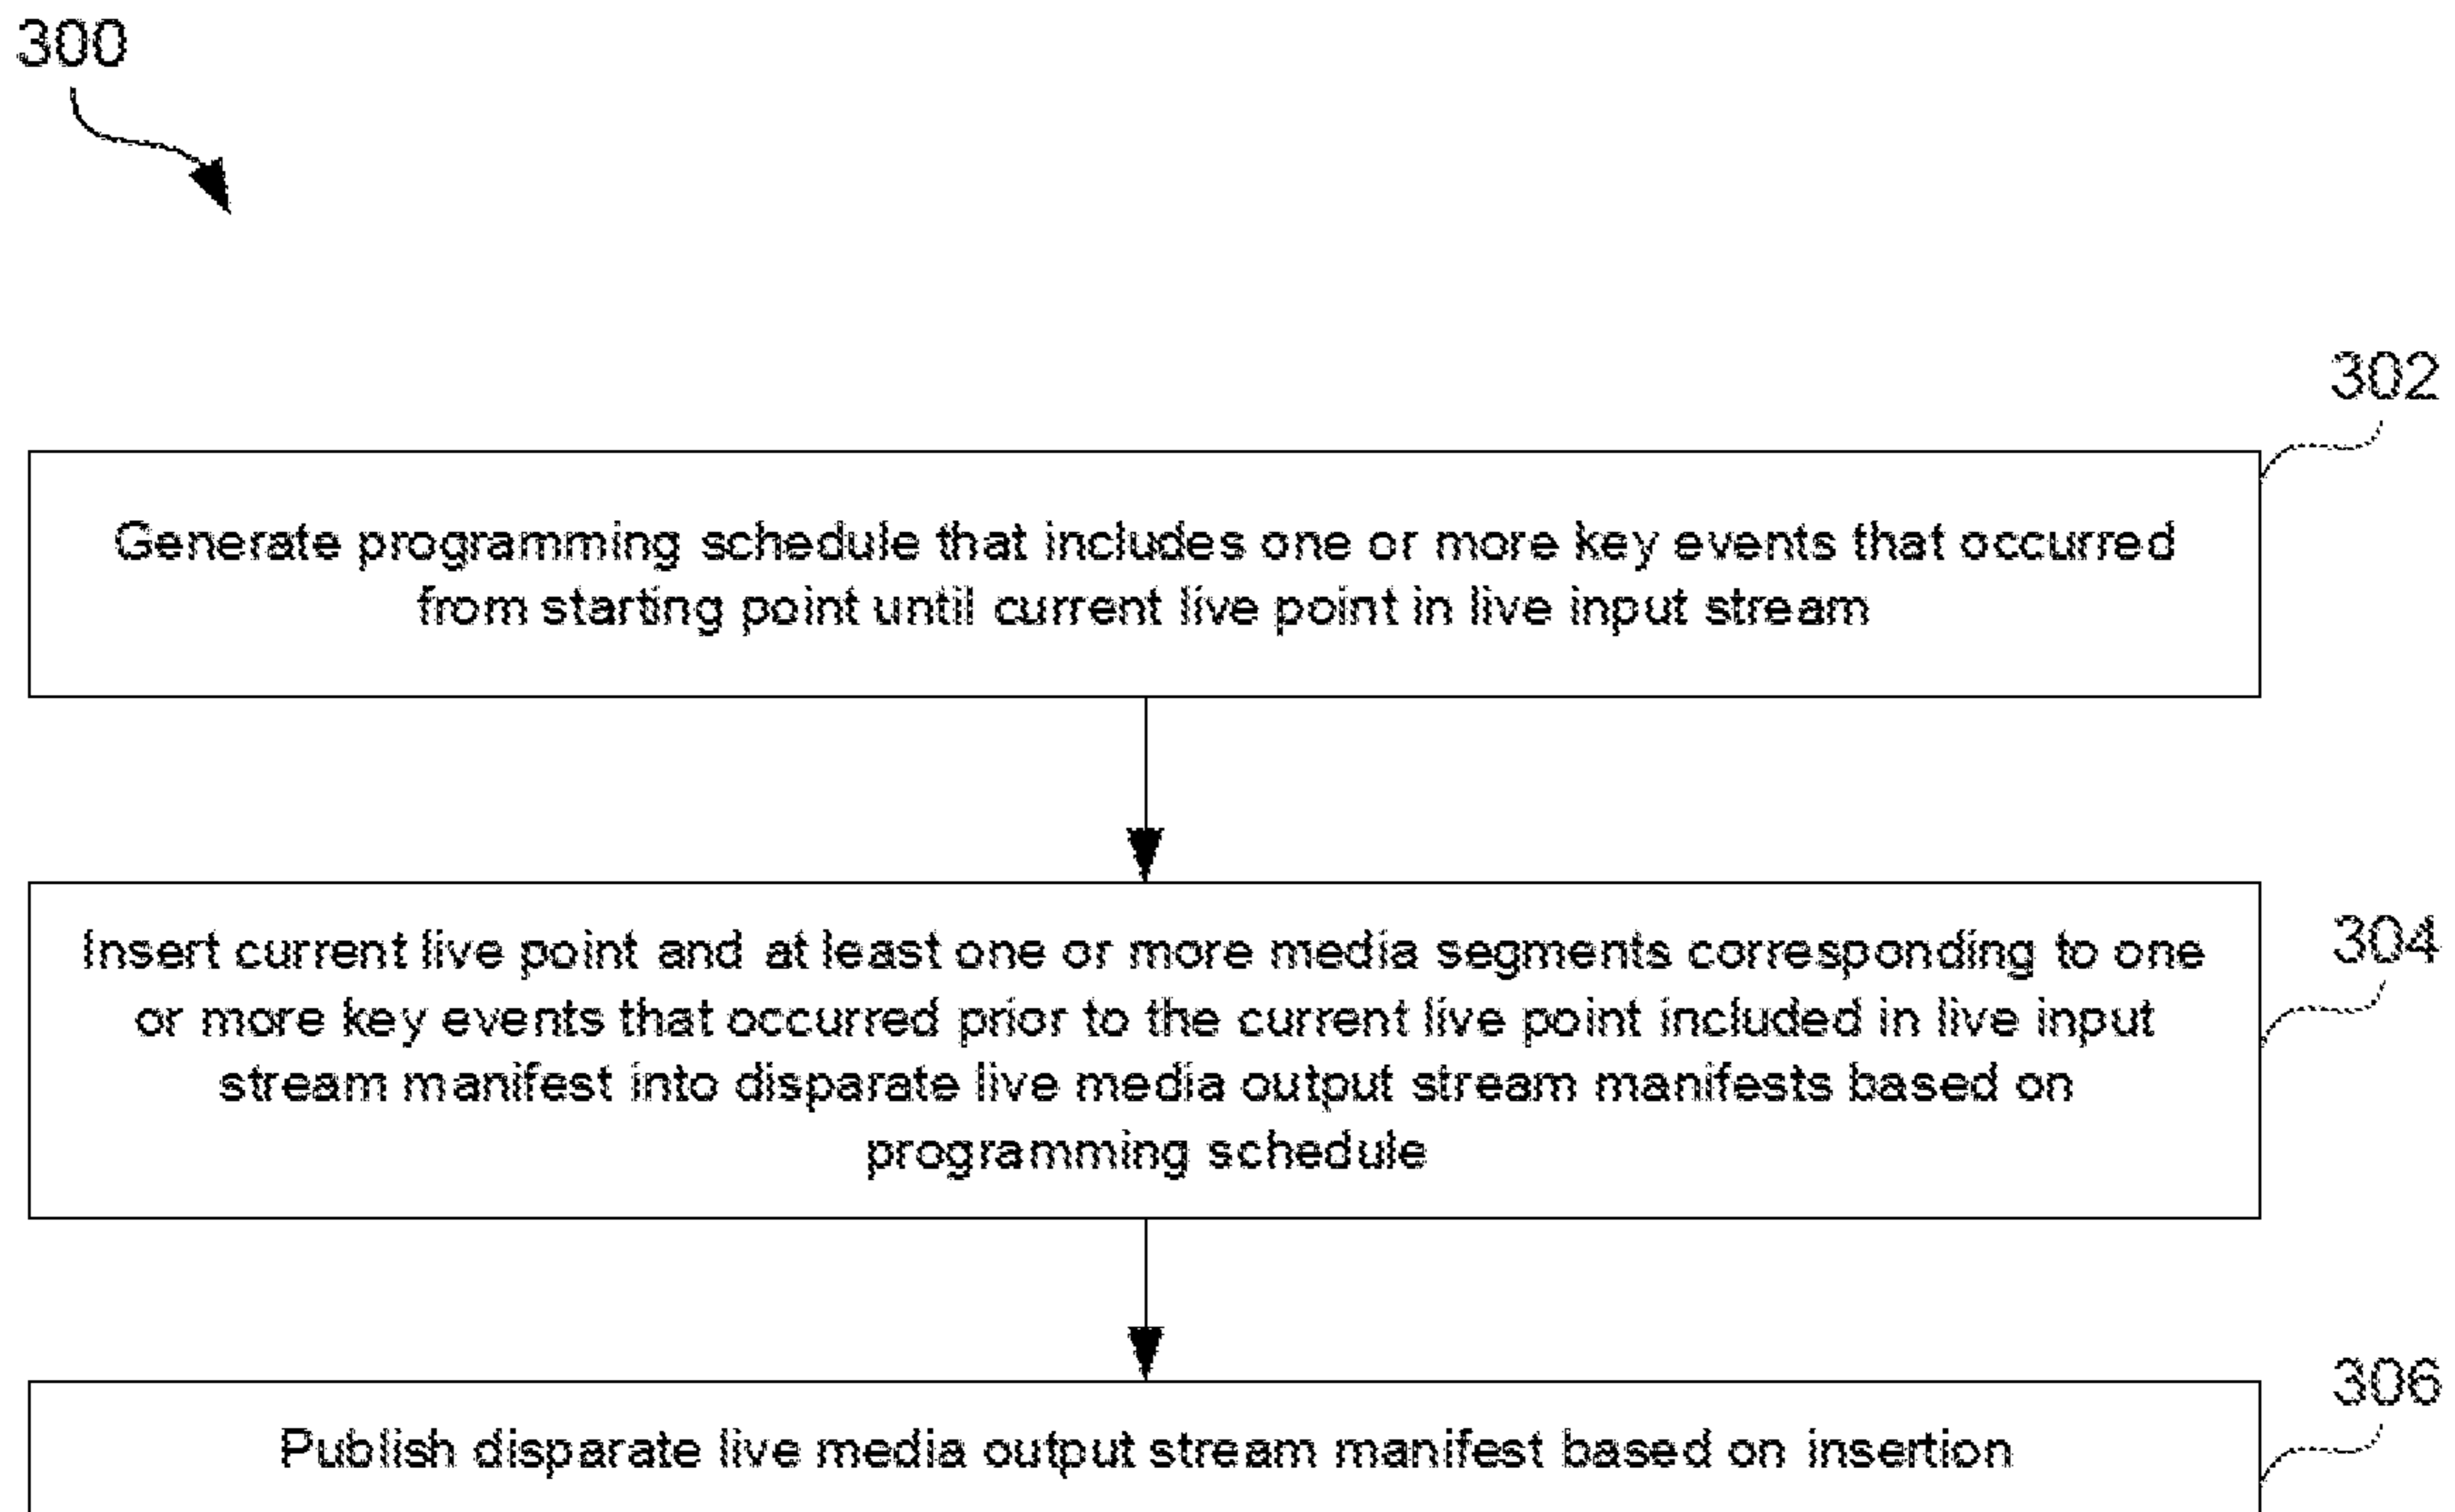 300
302
Generate programming schedule that includes one or more key events that occurred
from starting point until current live point in live input stream
304
Insert current live point and at least one or more media segments corresponding to one
or more key events that occurred prior to the current live point included in live input
stream manifest into disparate live media output stream manifests based on
programming schedule
306
Publish disparate live media output stream manifest based on insertion